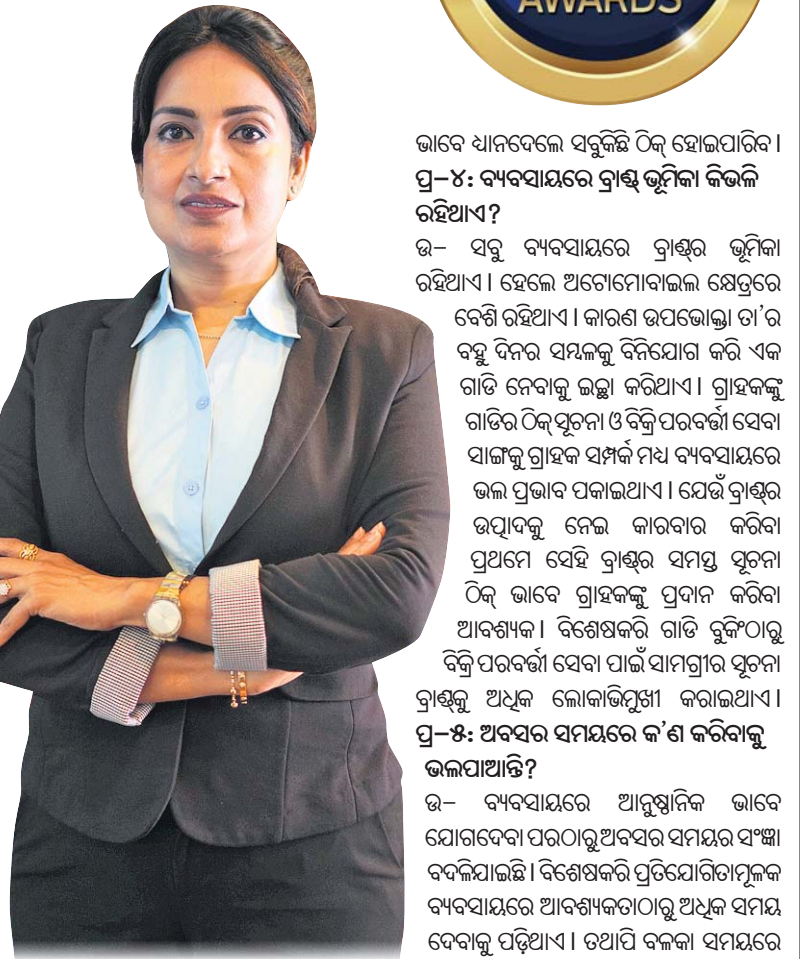 AWARDS
ଭାବେ ଧ୍ୟାନଦେଲେ ସବୁକିଛି ଠିକ୍ ହୋଇପାରିବ।
ପ୍ର–୪: ବ୍ୟବସାୟରେ ବ୍ରାଣ୍ଡ୍ ଭୂମିକା କିଭଳି
ରହିଥାଏ?
ଉ– ସବୁ ବ୍ୟବସାୟରେ ବ୍ରାଣ୍ଡ୍‌ର ଭୂମିକା
ରହିଥାଏ। ହେଲେ ଅଟୋମୋବାଇଲ କ୍ଷେତ୍ରରେ
ବେଶି ରହିଥାଏ। କାରଣ ଉପଭୋକ୍ତା ତା'ର
ବହୁ ଦିନର ସମ୍ବଳକୁ ବିନିଯୋଗ କରି ଏକ
ଗାଡି ନେବାକୁ ଇଚ୍ଛା କରିଥାଏ। ଗ୍ରାହକଙ୍କୁ
ଗାଡିର ଠିକ୍ ସୂଚନା ଓ ବିକ୍ରି ପରବର୍ତ୍ତୀ ସେବା
ସାଙ୍ଗକୁ ଗ୍ରାହକ ସମ୍ପର୍କ ମଧ୍ୟ ବ୍ୟବସାୟରେ
ଭଲ ପ୍ରଭାବ ପକାଇଥାଏ। ଯେଉଁ ବ୍ରାଣ୍ଡ୍‌ର
ଉତ୍ପାଦକୁ ନେଇ କାରବାର କରିବା
ପ୍ରଥମେ ସେହି ବ୍ରାଣ୍ଡ୍‌ର ସମସ୍ତ ସୂଚନା
ଠିକ୍ ଭାବେ ଗ୍ରାହକଙ୍କୁ ପ୍ରଦାନ କରିବା
ଆବଶ୍ୟକ। ବିଶେଷକରି ଗାଡି ବୁକିଂଠାରୁ
ବିକ୍ରି ପରବର୍ତ୍ତୀ ସେବା ପାଇଁ ସାମଗ୍ରୀର ସୂଚନା
ବ୍ରାଣ୍ଡ୍‌କୁ ଅଧିକ ଲୋକାଭିମୁଖୀ କରାଇଥାଏ।
ପ୍ର–୫: ଅବସର ସମୟରେ କ'ଣ କରିବାକୁ
ଭଲପାଆନ୍ତି?
ଉ– ବ୍ୟବସାୟରେ ଆନୁଷ୍ଠାନିକ ଭାବେ
ଯୋଗଦେବା ପରଠାରୁ ଅବସର ସମୟର ସଂଜ୍ଞା
ବଦଳିଯାଇଛି। ବିଶେଷକରି ପ୍ରତିଯୋଗିତାମୂଳକ
ବ୍ୟବସାୟରେ ଆବଶ୍ୟକତାଠାରୁ ଅଧିକ ସମୟ
ଦେବାକୁ ପଡ଼ିଥାଏ। ତଥାପି ବଳକା ସମୟରେ